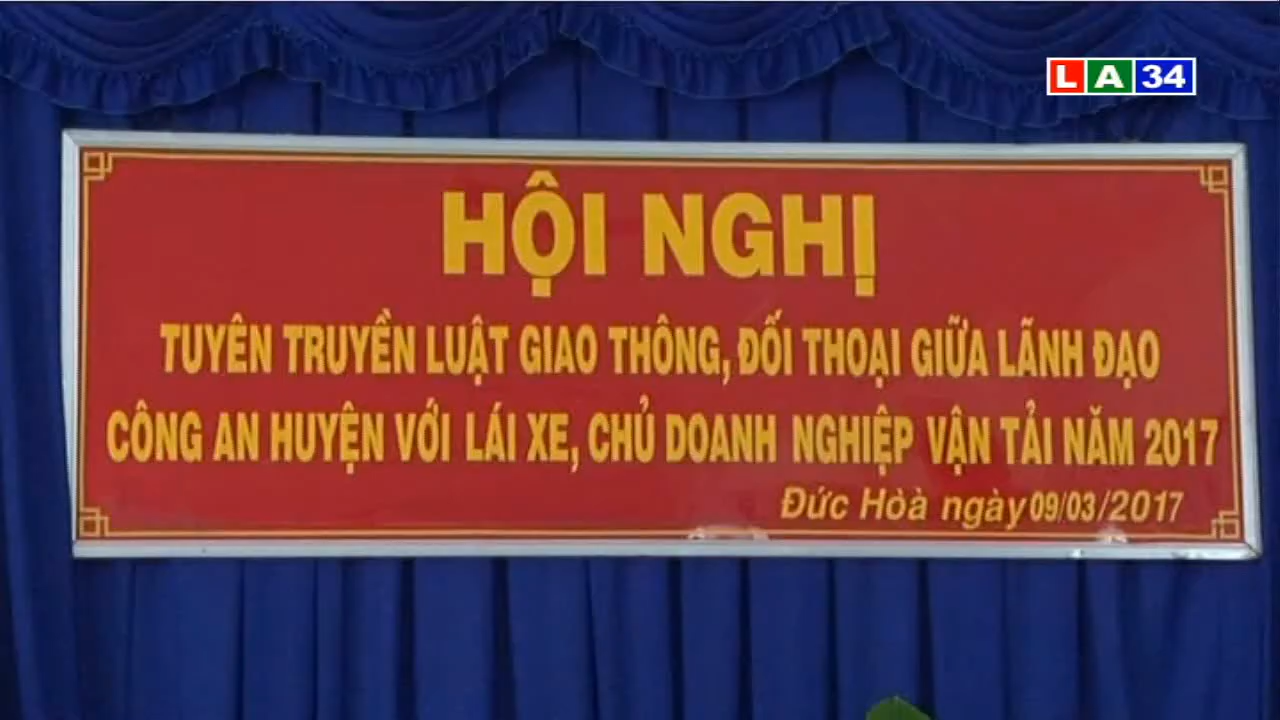 LA34
HỘI NGHỊ
TUYÊN TRUYỀN LUẬT GIAO THÔNG, ĐỐI THOẠI GIỮA LÃNH ĐẠO
CÔNG AN HUYỆN VỚI LÁI XE, CHỦ DOANH NGHIỆP VẬN TẢI NĂM 2017
Đức Hòà ngày 09/03/2017